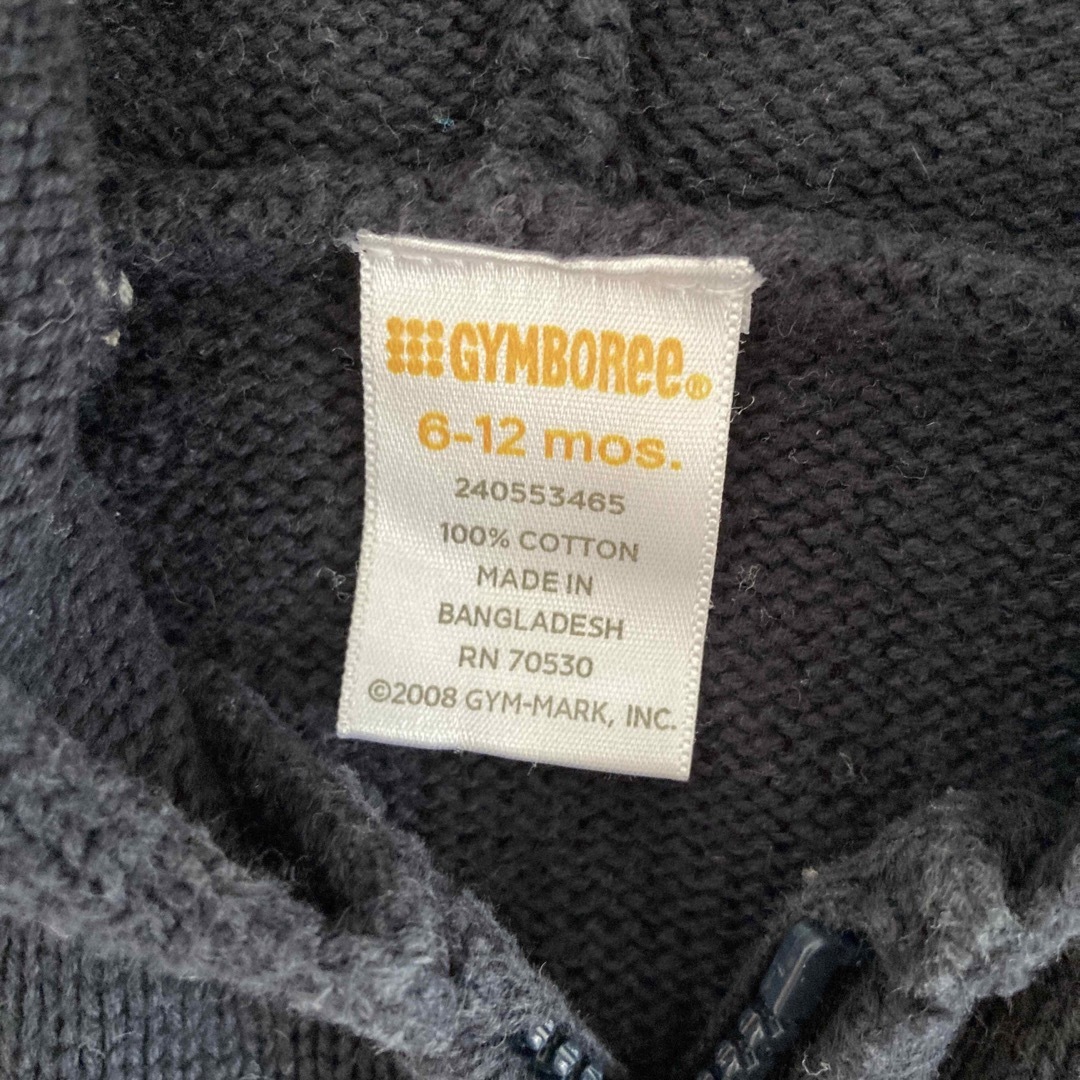 GYMBOREE®
6-12 mos.
240553465
100% COTTON
MADE IN
BANGLADESH
RN 70530
©2008 GYM-MARK, INC.